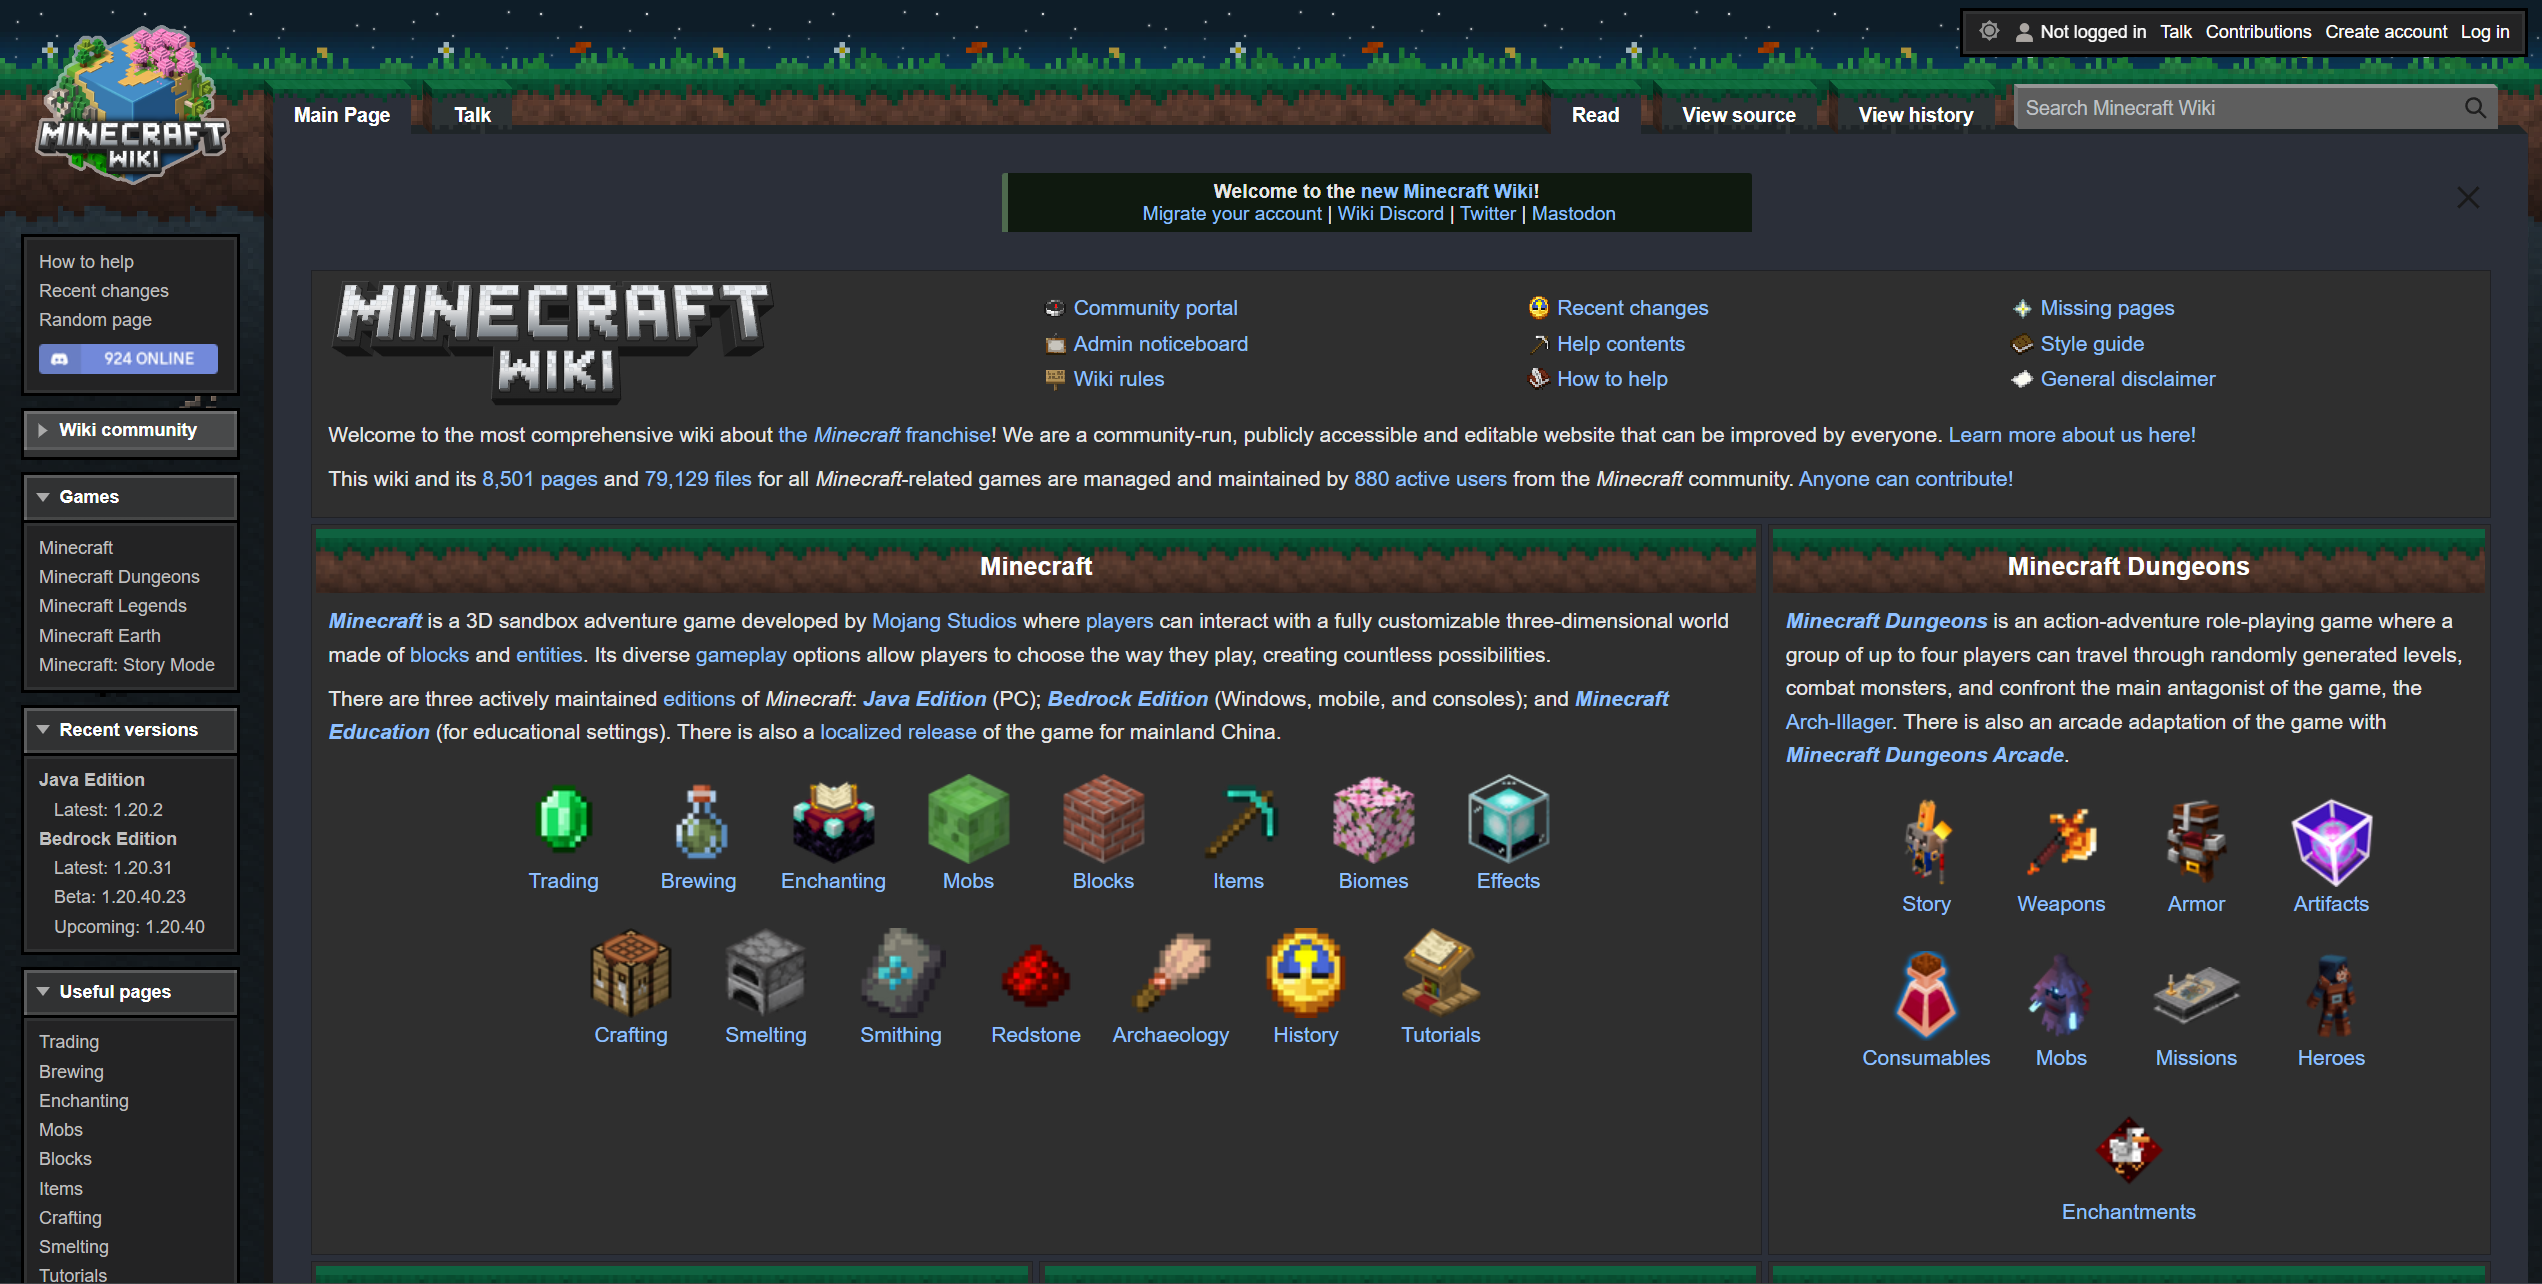 MINECRAFT
WIKI
Not logged in Talk Contributions Create account Log in
Main Page Talk Read View source View history Search Minecraft Wiki
Welcome to the new Minecraft Wiki!
Migrate your account | Wiki Discord | Twitter | Mastodon
How to help
Recent changes
Random page
924 ONLINE
Wiki community
Games
Minecraft
Minecraft Dungeons
Minecraft Legends
Minecraft Earth
Minecraft: Story Mode
Recent versions
Java Edition
Latest: 1.20.2
Bedrock Edition
Latest: 1.20.31
Beta: 1.20.40.23
Upcoming: 1.20.40
Useful pages
Trading
Brewing
Enchanting
Mobs
Blocks
Items
Crafting
Smelting
Tutorials
MINECRAFT
WIKI
Community portal Recent changes Missing pages
Admin noticeboard Help contents Style guide
Wiki rules How to help General disclaimer
Welcome to the most comprehensive wiki about the Minecraft franchise! We are a community-run, publicly accessible and editable website that can be improved by everyone. Learn more about us here!
This wiki and its 8,501 pages and 79,129 files for all Minecraft-related games are managed and maintained by 880 active users from the Minecraft community. Anyone can contribute!
Minecraft
Minecraft is a 3D sandbox adventure game developed by Mojang Studios where players can interact with a fully customizable three-dimensional world
made of blocks and entities. Its diverse gameplay options allow players to choose the way they play, creating countless possibilities.
There are three actively maintained editions of Minecraft: Java Edition (PC); Bedrock Edition (Windows, mobile, and consoles); and Minecraft
Education (for educational settings). There is also a localized release of the game for mainland China.
Trading Brewing Enchanting Mobs Blocks Items Biomes Effects
Crafting Smelting Smithing Redstone Archaeology History Tutorials
Minecraft Dungeons
Minecraft Dungeons is an action-adventure role-playing game where a
group of up to four players can travel through randomly generated levels,
combat monsters, and confront the main antagonist of the game, the
Arch-Illager. There is also an arcade adaptation of the game with
Minecraft Dungeons Arcade.
Story Weapons Armor Artifacts
Consumables Mobs Missions Heroes
Enchantments